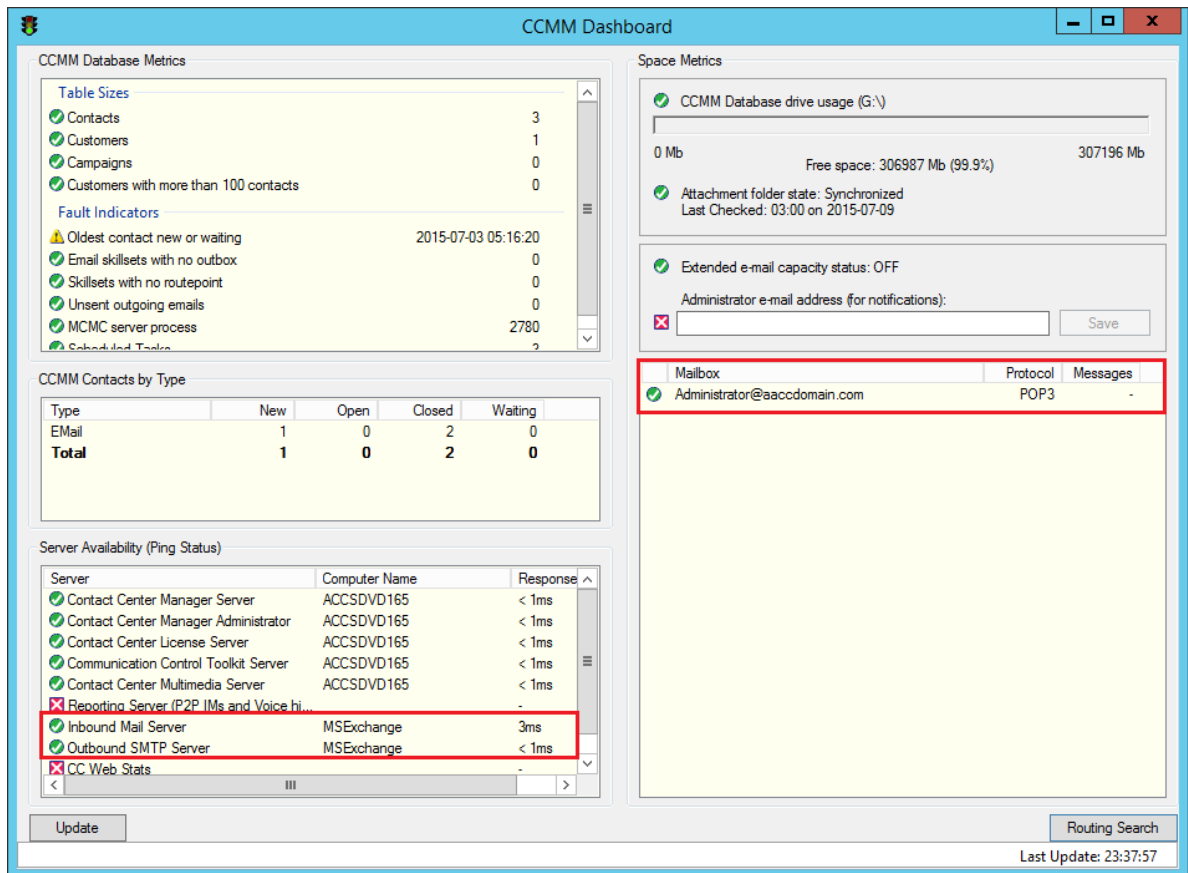 CCMM Dashboard
CCMM Database Metrics
Table Sizes
Contacts 3
Customers 1
Campaigns 0
Customers with more than 100 contacts 0
Fault Indicators
Oldest contact new or waiting 2015-07-03 05:16:20
Email skillsets with no outbox 0
Skillsets with no routepoint 0
Unsent outgoing emails 0
MCMC server process 2780
Scheduled Tasks
CCMM Contacts by Type
Type New Open Closed Waiting
EMail 1 0 2 0
Total 1 0 2 0
Server Availability (Ping Status)
Server Computer Name Response
Contact Center Manager Server ACCSDVD165 < 1ms
Contact Center Manager Administrator ACCSDVD165 < 1ms
Contact Center License Server ACCSDVD165 < 1ms
Communication Control Toolkit Server ACCSDVD165 < 1ms
Contact Center Multimedia Server ACCSDVD165 < 1ms
Reporting Server (P2P IMs and Voice hi... -
Inbound Mail Server MSExchange 3ms
Outbound SMTP Server MSExchange < 1ms
CC Web Stats -
Update
Space Metrics
CCMM Database drive usage (G:\)
0 Mb 307196 Mb
Free space: 306987 Mb (99.9%)
Attachment folder state: Synchronized
Last Checked: 03:00 on 2015-07-09
Extended e-mail capacity status: OFF
Administrator e-mail address (for notifications):
Save
Mailbox Protocol Messages
Administrator@aaccdomain.com POP3 -
Routing Search
Last Update: 23:37:57